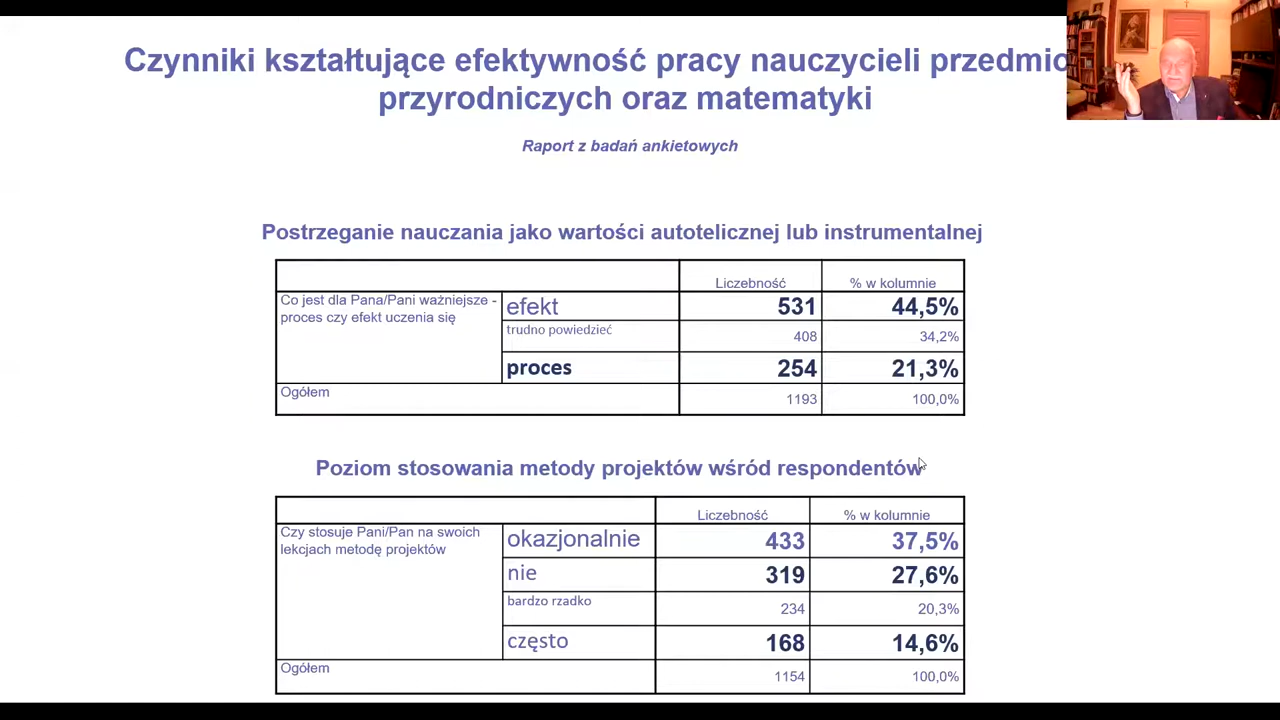 Czynniki kształtujące efektywność pracy nauczycieli
przyrodniczych oraz matematyki
Raport z badań ankietowych
Postrzeganie nauczania jako wartości autotelicznej lub instrumentalnej
Liczebność % w kolumnie
Co jest dla Pana/Pani ważniejsze - efekt 531 44,5%
proces czy efekt uczenia się
trudno powiedzieć 408 34,2%
proces 254 21,3%
Ogółem 1193 100,0%
Poziom stosowania metody projektów wśród respondentów
Liczebność % w kolumnie
Czy stosuje Pani/Pan na swoich okazjonalnie 433 37,5%
lekcjach metodę projektów
nie 319 27,6%
bardzo rzadko 234 20,3%
często 168 14,6%
Ogółem 1154 100,0%